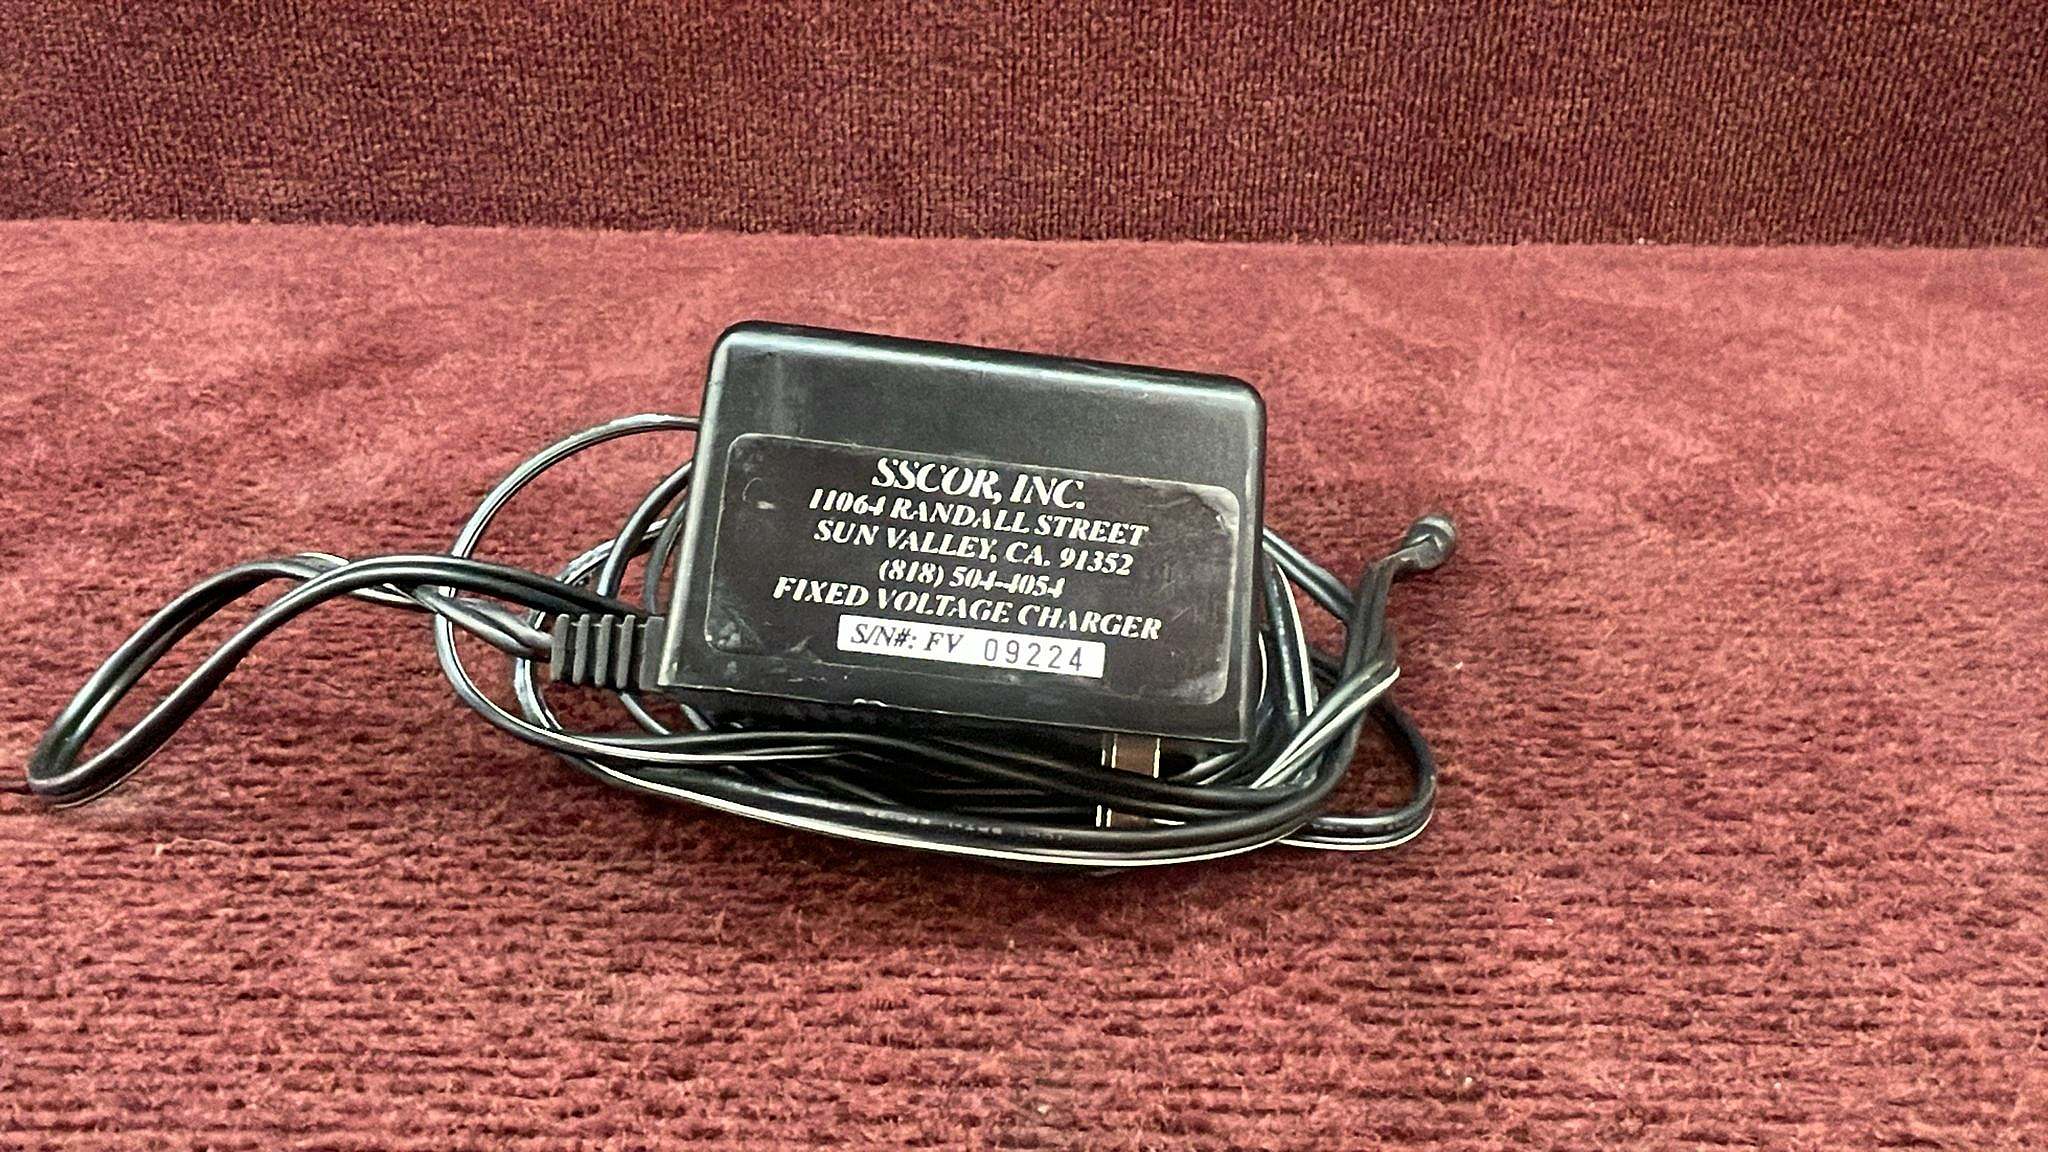 SSCOR, INC.
11064 RANDALL STREET
SUN VALLEY, CA. 91352
(818) 504-4054
FIXED VOLTAGE CHARGER
S/N#: FV 09224